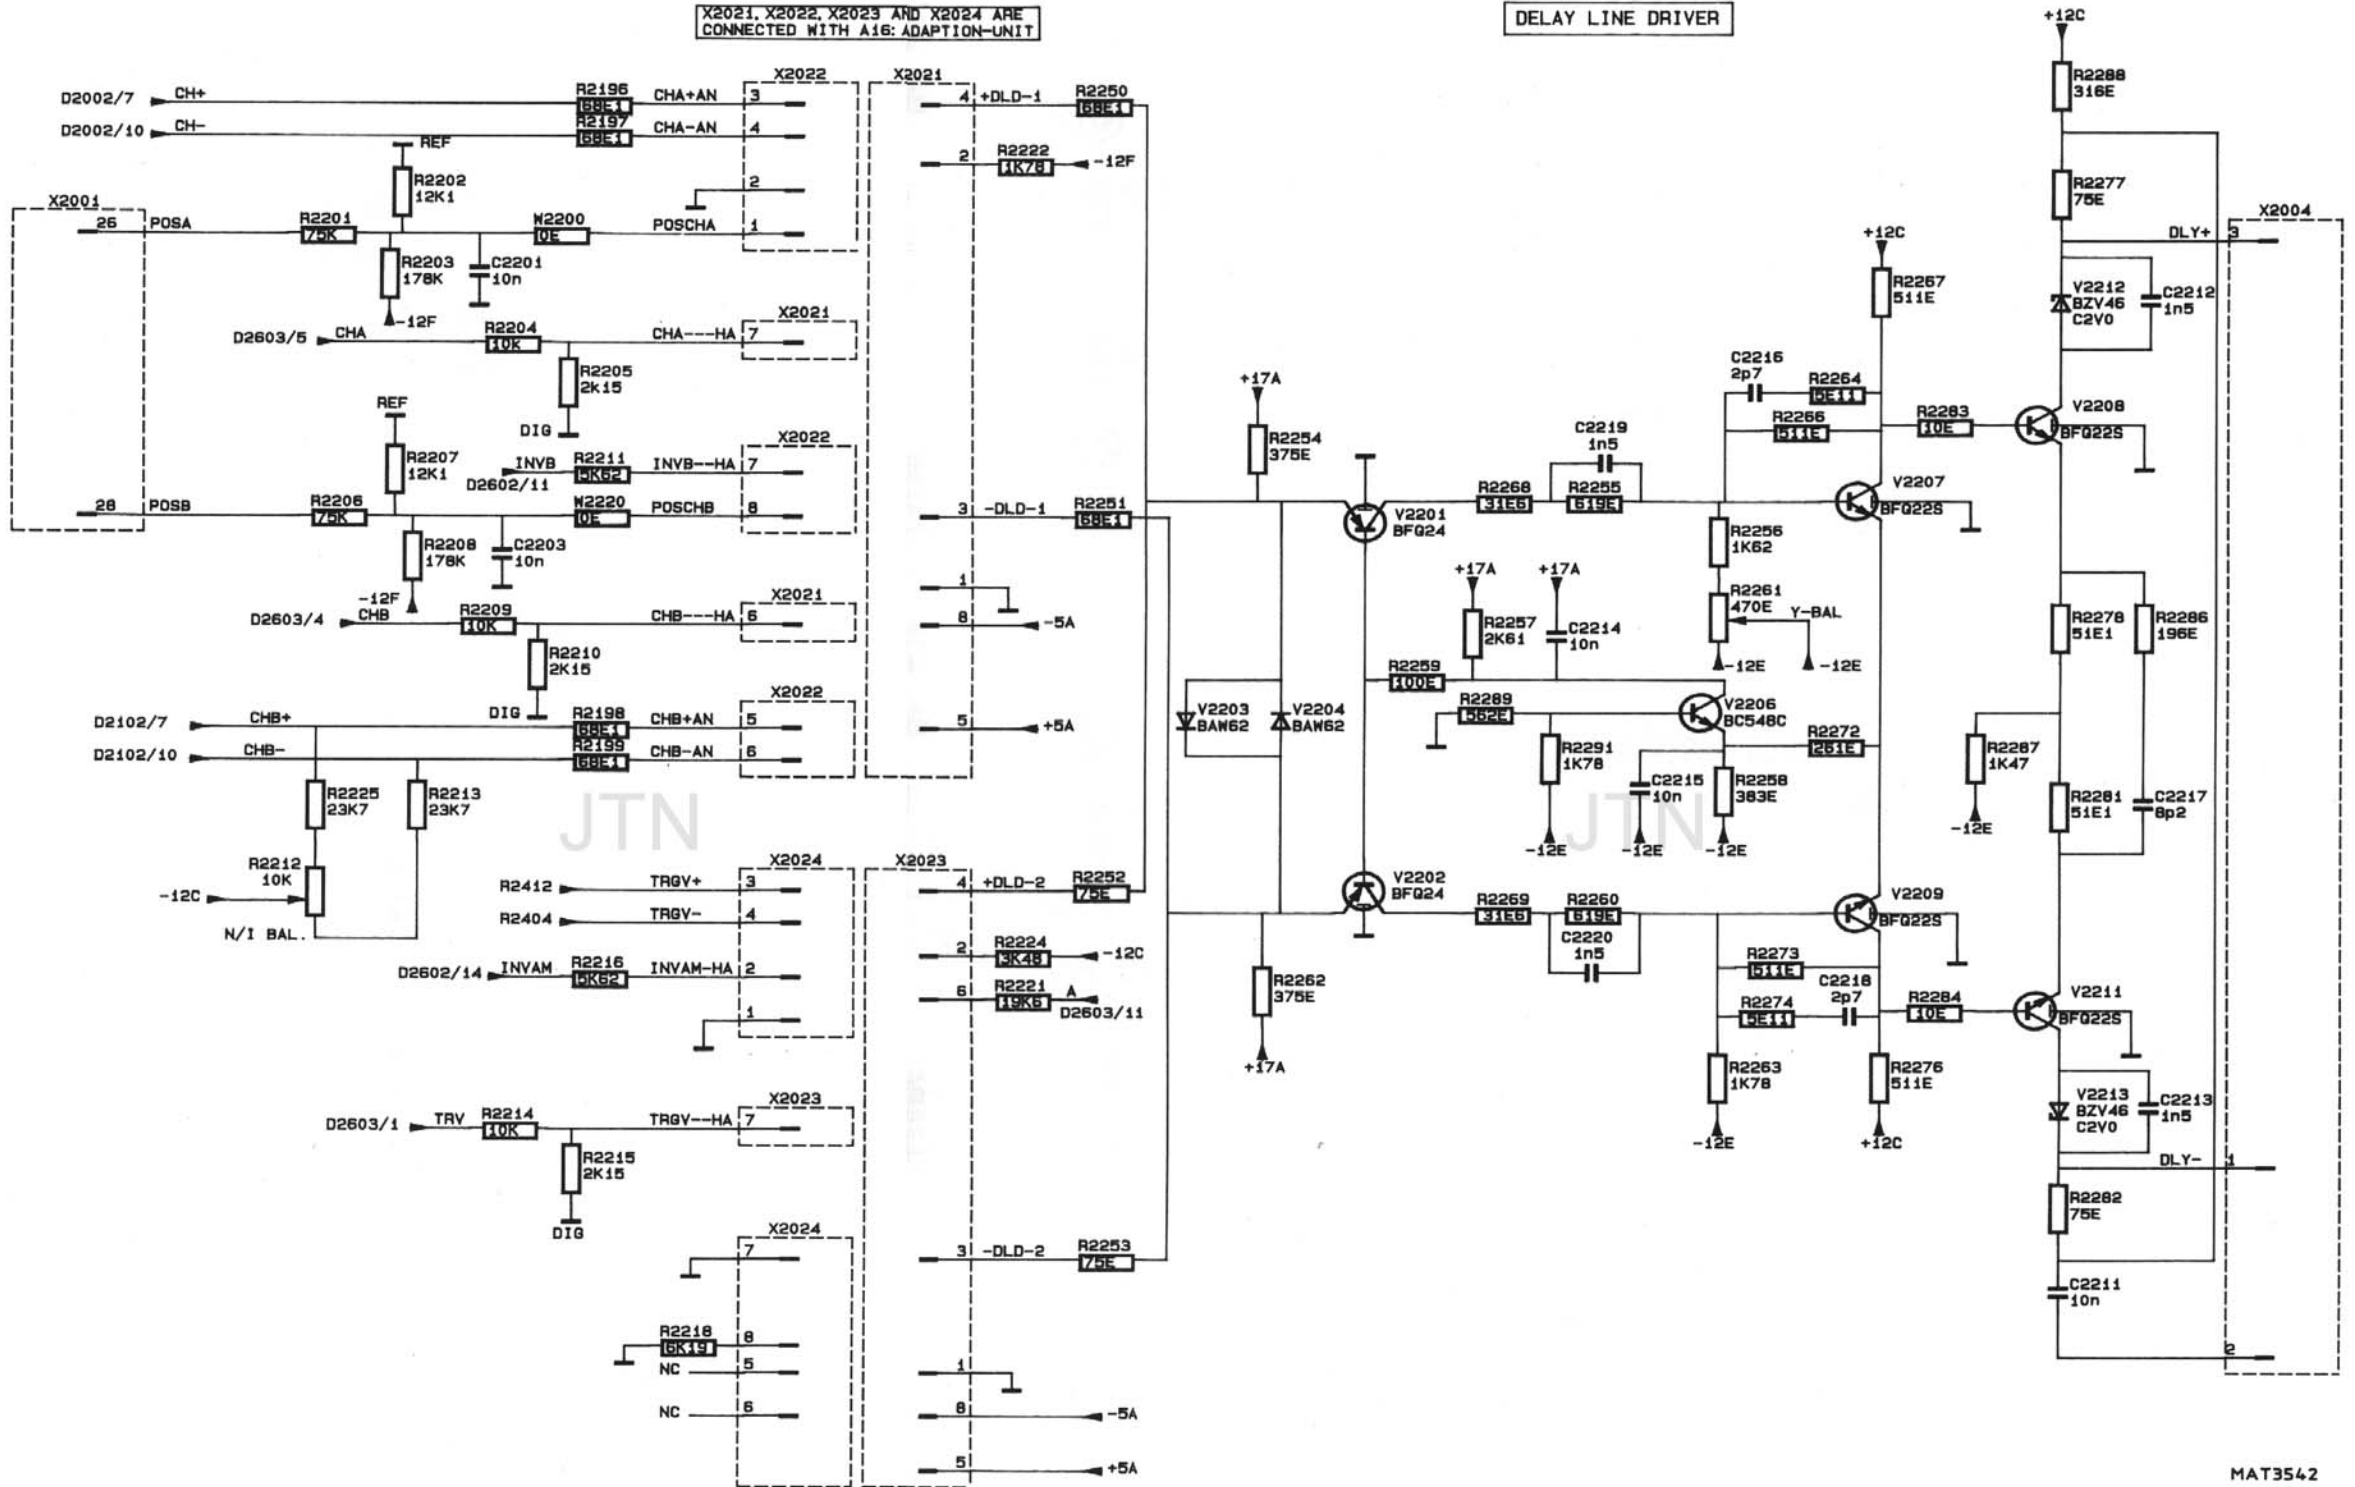 X2021, X2022, X2023 AND X2024 ARE
CONNECTED WITH A16: ADAPTION-UNIT
DELAY LINE DRIVER
D2002/7 CH+ R2196 68E1 CHA+AN
D2002/10 CH- R2197 68E1 CHA-AN
X2022
3
4
2
1
REF
R2202
12K1
X2001
26 POSA R2201 75K W2200 0E POSCHA
R2203
178K
C2201
10n
-12F
D2603/5 CHA R2204 10K CHA---HA 7
X2021
R2205
2k15
DIG
REF
R2207
12K1
INVB R2211 5K62 INVB--HA 7
D2602/11
X2022
28 POSB R2206 75K W2220 0E POSCHB 8
R2208
178K
C2203
10n
-12F
D2603/4 CHB R2209 10K CHB---HA 6
X2021
R2210
2K15
DIG
X2022
D2102/7 CHB+ R2198 68E1 CHB+AN 5
D2102/10 CHB- R2199 68E1 CHB-AN 6
R2225
23K7
R2213
23K7
R2212
10K
-12C
N/I BAL.
JTN
X2024
R2412 TRGV+ 3
R2404 TRGV- 4
D2602/14 INVAM R2216 5K62 INVAM-HA 2
1
X2023
D2603/1 TRV R2214 10K TRGV--HA 7
R2215
2K15
DIG
X2024
7
R2218 6K19 8
NC 5
NC 6
X2021
4 +DLD-1 R2250 68E1
2 R2222 1K78 -12F
3 -DLD-1 R2251 68E1
1
8 -5A
5 +5A
X2023
4 +DLD-2 R2252 75E
2 R2224 3K48 -12C
6 R2221 19K6 A
D2603/11
3 -DLD-2 R2253 75E
1
8 -5A
5 +5A
+17A
R2254
375E
V2203
BAW62
V2204
BAW62
R2262
375E
+17A
V2201
BFQ24
V2202
BFQ24
R2268
31E6
C2219
1n5
R2255
619E
+17A
+17A
R2257
2K61
C2214
10n
R2259
100E
R2289
562E
R2291
1K78
-12E
V2206
BC548C
C2215
10n
-12E
R2258
383E
-12E
R2272
261E
JTN
R2269
31E6
R2260
619E
C2220
1n5
C2216
2p7
R2264
5E11
R2266
511E
R2256
1K62
R2261
470E
Y-BAL
-12E
-12E
+12C
R2267
511E
R2283
10E
V2207
BFQ22S
V2209
BFQ22S
R2273
511E
C2218
2p7
R2274
5E11
R2284
10E
R2263
1K78
-12E
R2276
511E
+12C
+12C
R2288
316E
R2277
75E
X2004
DLY+ 3
V2212
BZV46
C2V0
C2212
1n5
V2208
BFQ22S
R2278
51E1
R2286
196E
R2287
1K47
-12E
R2281
51E1
C2217
8p2
V2211
BFQ22S
V2213
BZV46
C2V0
C2213
1n5
DLY- 1
R2282
75E
C2211
10n
2
MAT3542